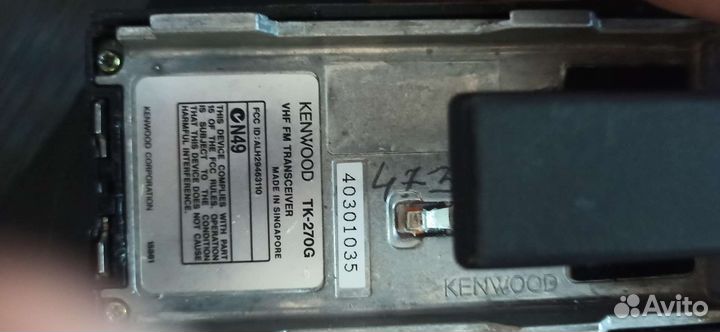 KENWOOD TK-270G
VHF FM TRANSCEIVER
MADE IN SINGAPORE
FCC ID:ALH29463110
N49
THIS DEVICE COMPLIES WITH PART
15 OF THE FCC RULES. OPERATION
IS SUBJECT TO THE CONDITION
THAT THIS DEVICE DOES NOT CAUSE
HARMFUL INTERFERENCE.
KENWOOD CORPORATION
40301035
473
KENWOOD
Avito